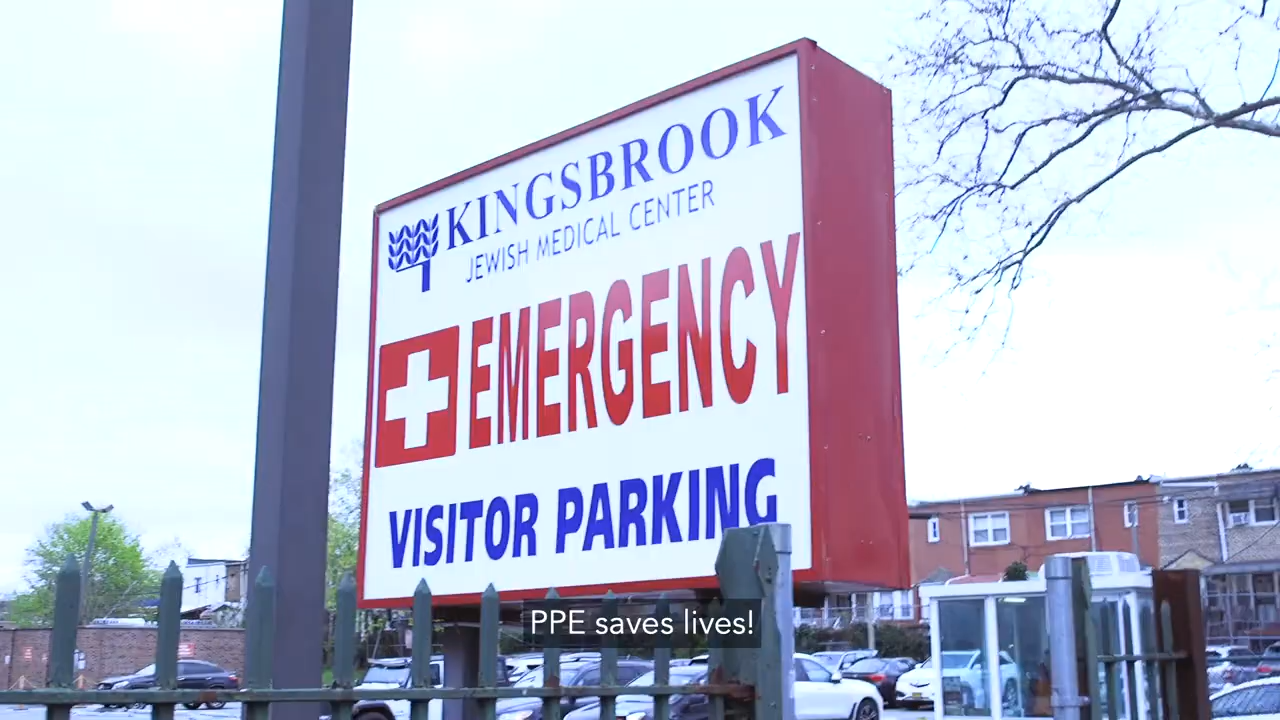 KINGSBROOK
JEWISH MEDICAL CENTER
EMERGENCY
VISITOR PARKING
PPE saves lives!